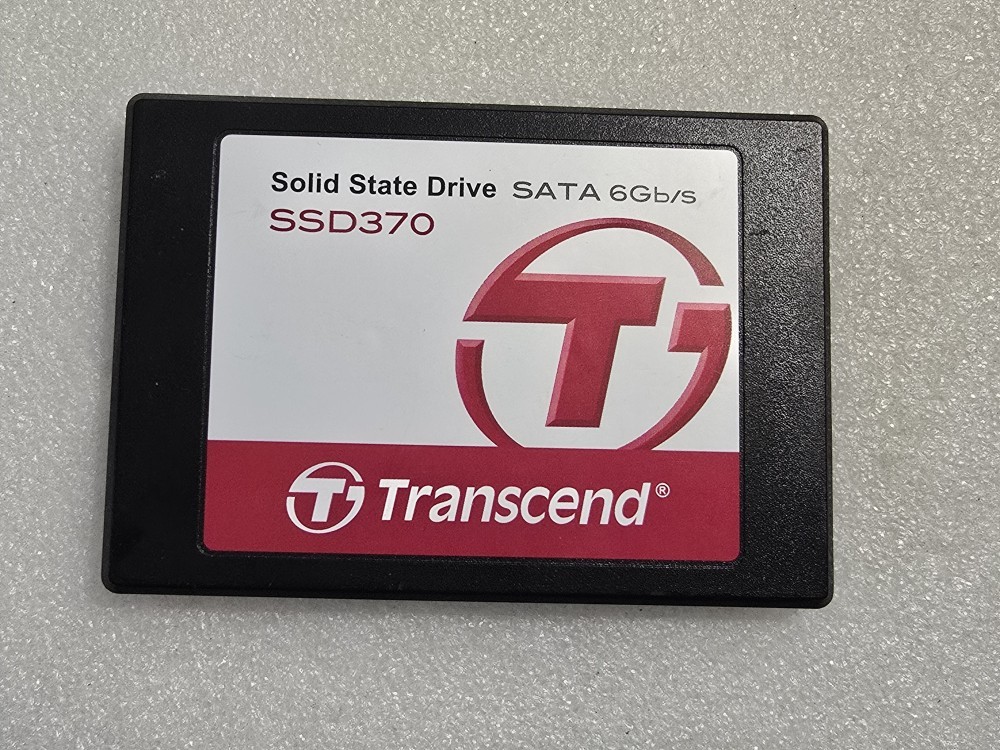 Solid State Drive SATA 6Gb/s
SSD370
Transcend®